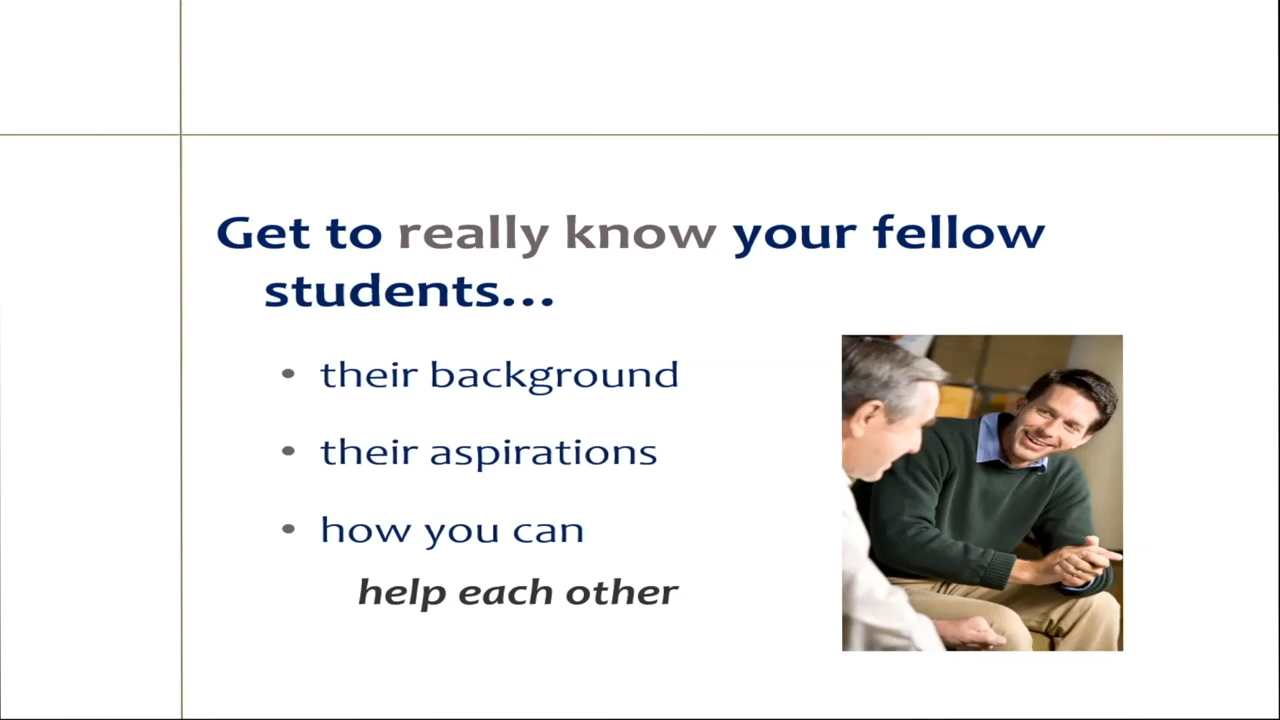 Get to really know your fellow
students...
• their background
• their aspirations
• how you can
help each other